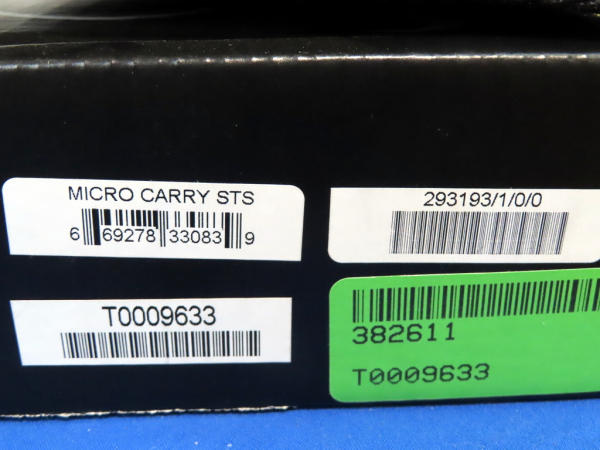 MICRO CARRY STS
6 69278 33083 9
293193/1/0/0
T0009633
382611
T0009633